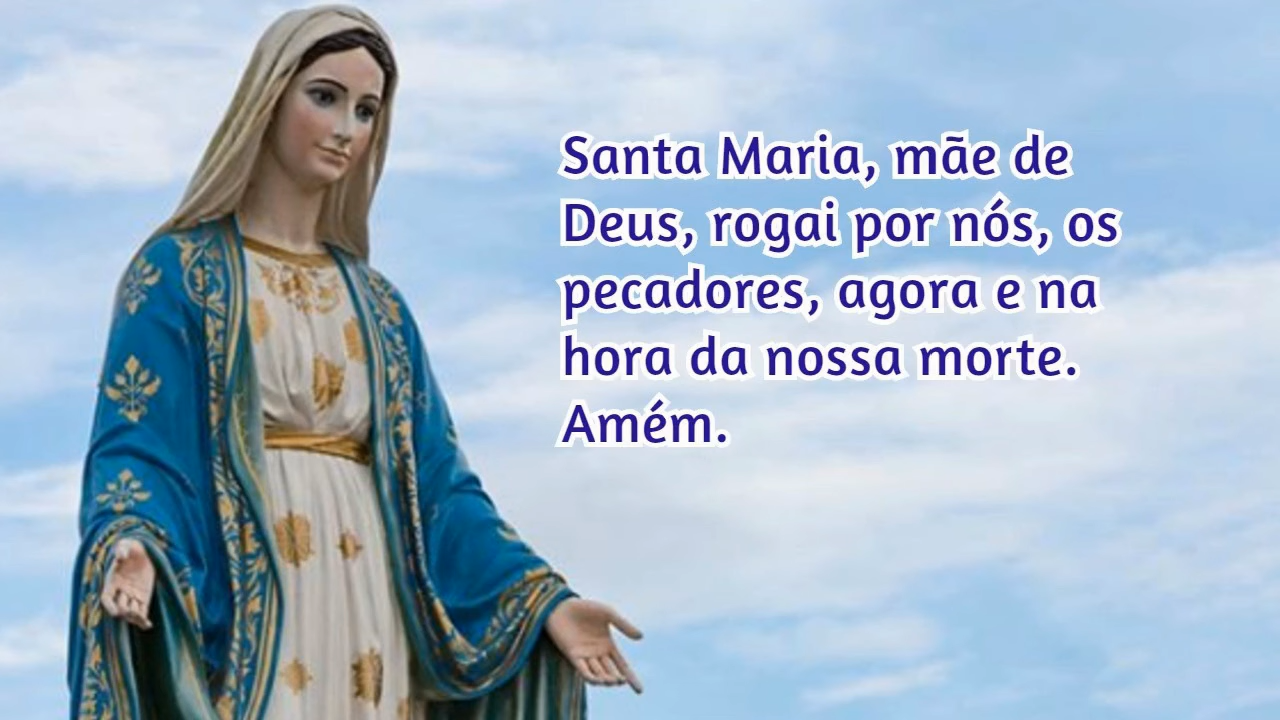 Santa Maria, mãe de
Deus, rogai por nós, os
pecadores, agora e na
hora da nossa morte.
Amém.